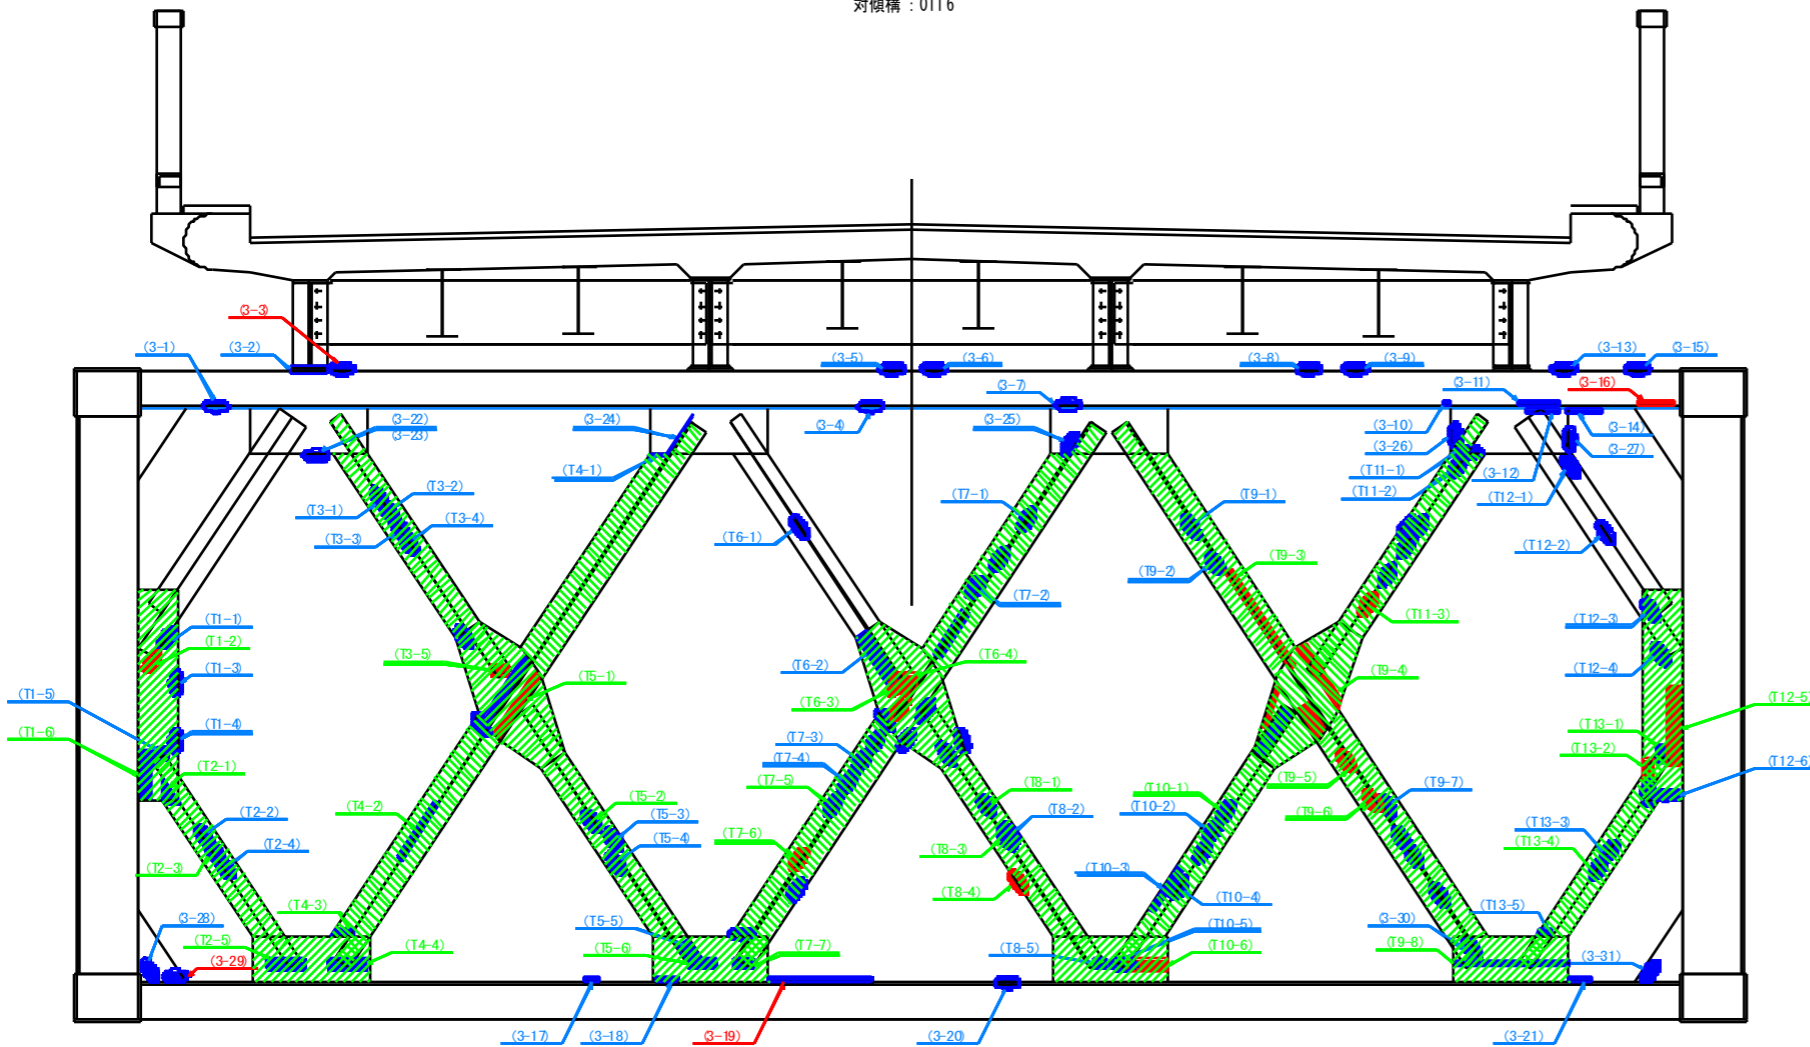 対傾構：0116
(3-3)
(3-1)
(3-2)
(3-5)
(3-6)
(3-8)
(3-9)
(3-13)
(3-15)
(3-7)
(3-11)
(3-16)
(3-22)
(3-23)
(3-24)
(3-4)
(3-25)
(3-10)
(3-14)
(3-26)
(3-27)
(T4-1)
(T11-1)
(3-12)
(T3-2)
(T7-1)
(T9-1)
(T11-2)
(T12-1)
(T3-1)
(T3-4)
(T3-3)
(T6-1)
(T12-2)
(T9-3)
(T9-2)
(T7-2)
(T11-3)
(T1-1)
(T12-3)
(T1-2)
(T3-5)
(T6-4)
(T6-2)
(T1-3)
(T5-1)
(T9-4)
(T12-4)
(T1-5)
(T6-3)
(T12-5)
(T1-4)
(T1-6)
(T7-3)
(T13-1)
(T7-4)
(T13-2)
(T2-1)
(T7-5)
(T8-1)
(T10-1)
(T9-5)
(T9-7)
(T12-6)
(T5-2)
(T4-2)
(T2-2)
(T5-3)
(T8-2)
(T10-2)
(T9-6)
(T13-3)
(T7-6)
(T5-4)
(T2-4)
(T8-3)
(T13-4)
(T2-3)
(T10-3)
(T8-4)
(T10-4)
(T4-3)
(T13-5)
(3-28)
(T5-5)
(T10-5)
(3-30)
(T2-5)
(T4-4)
(T5-6)
(T7-7)
(T8-5)
(T10-6)
(T9-8)
(3-29)
(3-31)
(3-17)
(3-18)
(3-19)
(3-20)
(3-21)